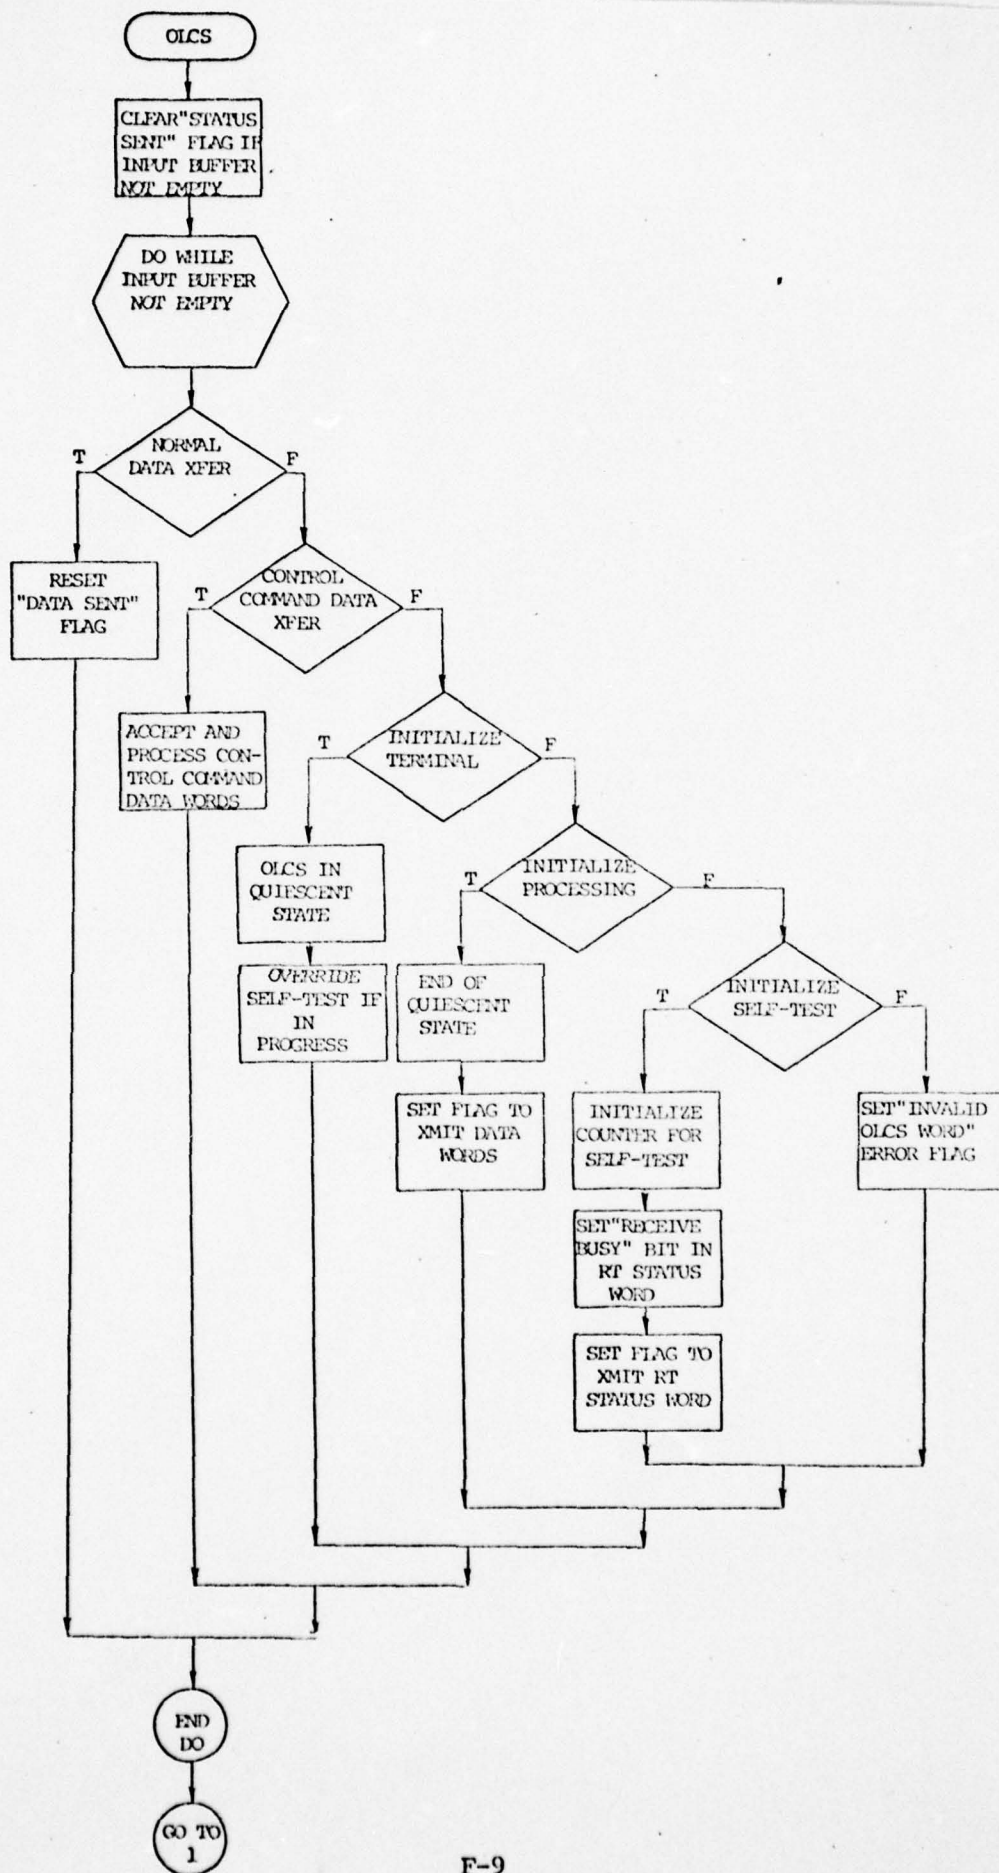 OLCS
CLEAR "STATUS
SENT" FLAG IF
INPUT BUFFER
NOT EMPTY
DO WHILE
INPUT BUFFER
NOT EMPTY
NORMAL
DATA XFER
T
F
RESET
"DATA SENT"
FLAG
CONTROL
COMMAND DATA
XFER
T
F
ACCEPT AND
PROCESS CON-
TROL COMMAND
DATA WORDS
INITIALIZE
TERMINAL
T
F
OLCS IN
QUIESCENT
STATE
OVERRIDE
SELF-TEST IF
IN
PROGRESS
INITIALIZE
PROCESSING
T
F
END OF
QUIESCENT
STATE
SET FLAG TO
XMIT DATA
WORDS
INITIALIZE
SELF-TEST
T
F
INITIALIZE
COUNTER FOR
SELF-TEST
SET "RECEIVE
BUSY" BIT IN
RT STATUS
WORD
SET FLAG TO
XMIT RT
STATUS WORD
SET "INVALID
OLCS WORD"
ERROR FLAG
END
DO
GO TO
1
F-9